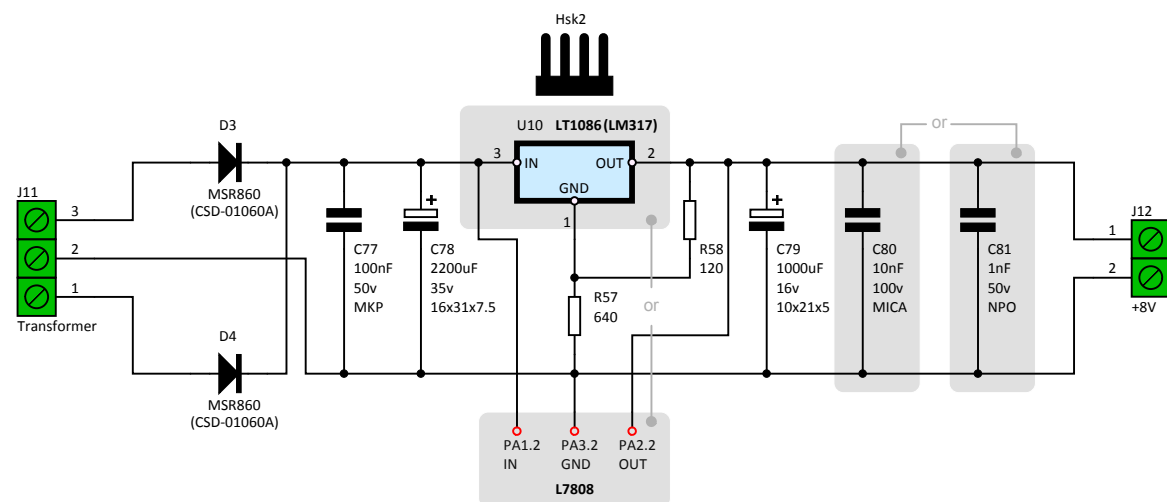 Hsk2
U10 LT1086(LM317)
3
IN
OUT
2
GND
1
or
D3
MSR860
(CSD-01060A)
J11
3
2
1
Transformer
D4
MSR860
(CSD-01060A)
C77
100nF
50v
MKP
+
C78
2200uF
35v
16x31x7.5
R58
120
R57
640
or
+
C79
1000uF
16v
10x21x5
C80
10nF
100v
MICA
C81
1nF
50v
NPO
J12
1
2
+8V
PA1.2
IN
PA3.2
GND
PA2.2
OUT
L7808